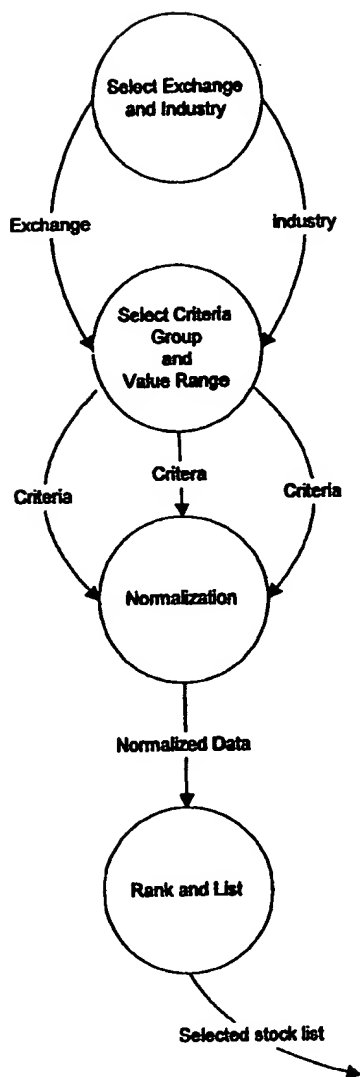 Select Exchange
and Industry
Exchange
industry
Select Criteria
Group
and
Value Range
Critera
Criteria
Criteria
Normalization
Normalized Data
Rank and List
Selected stock list